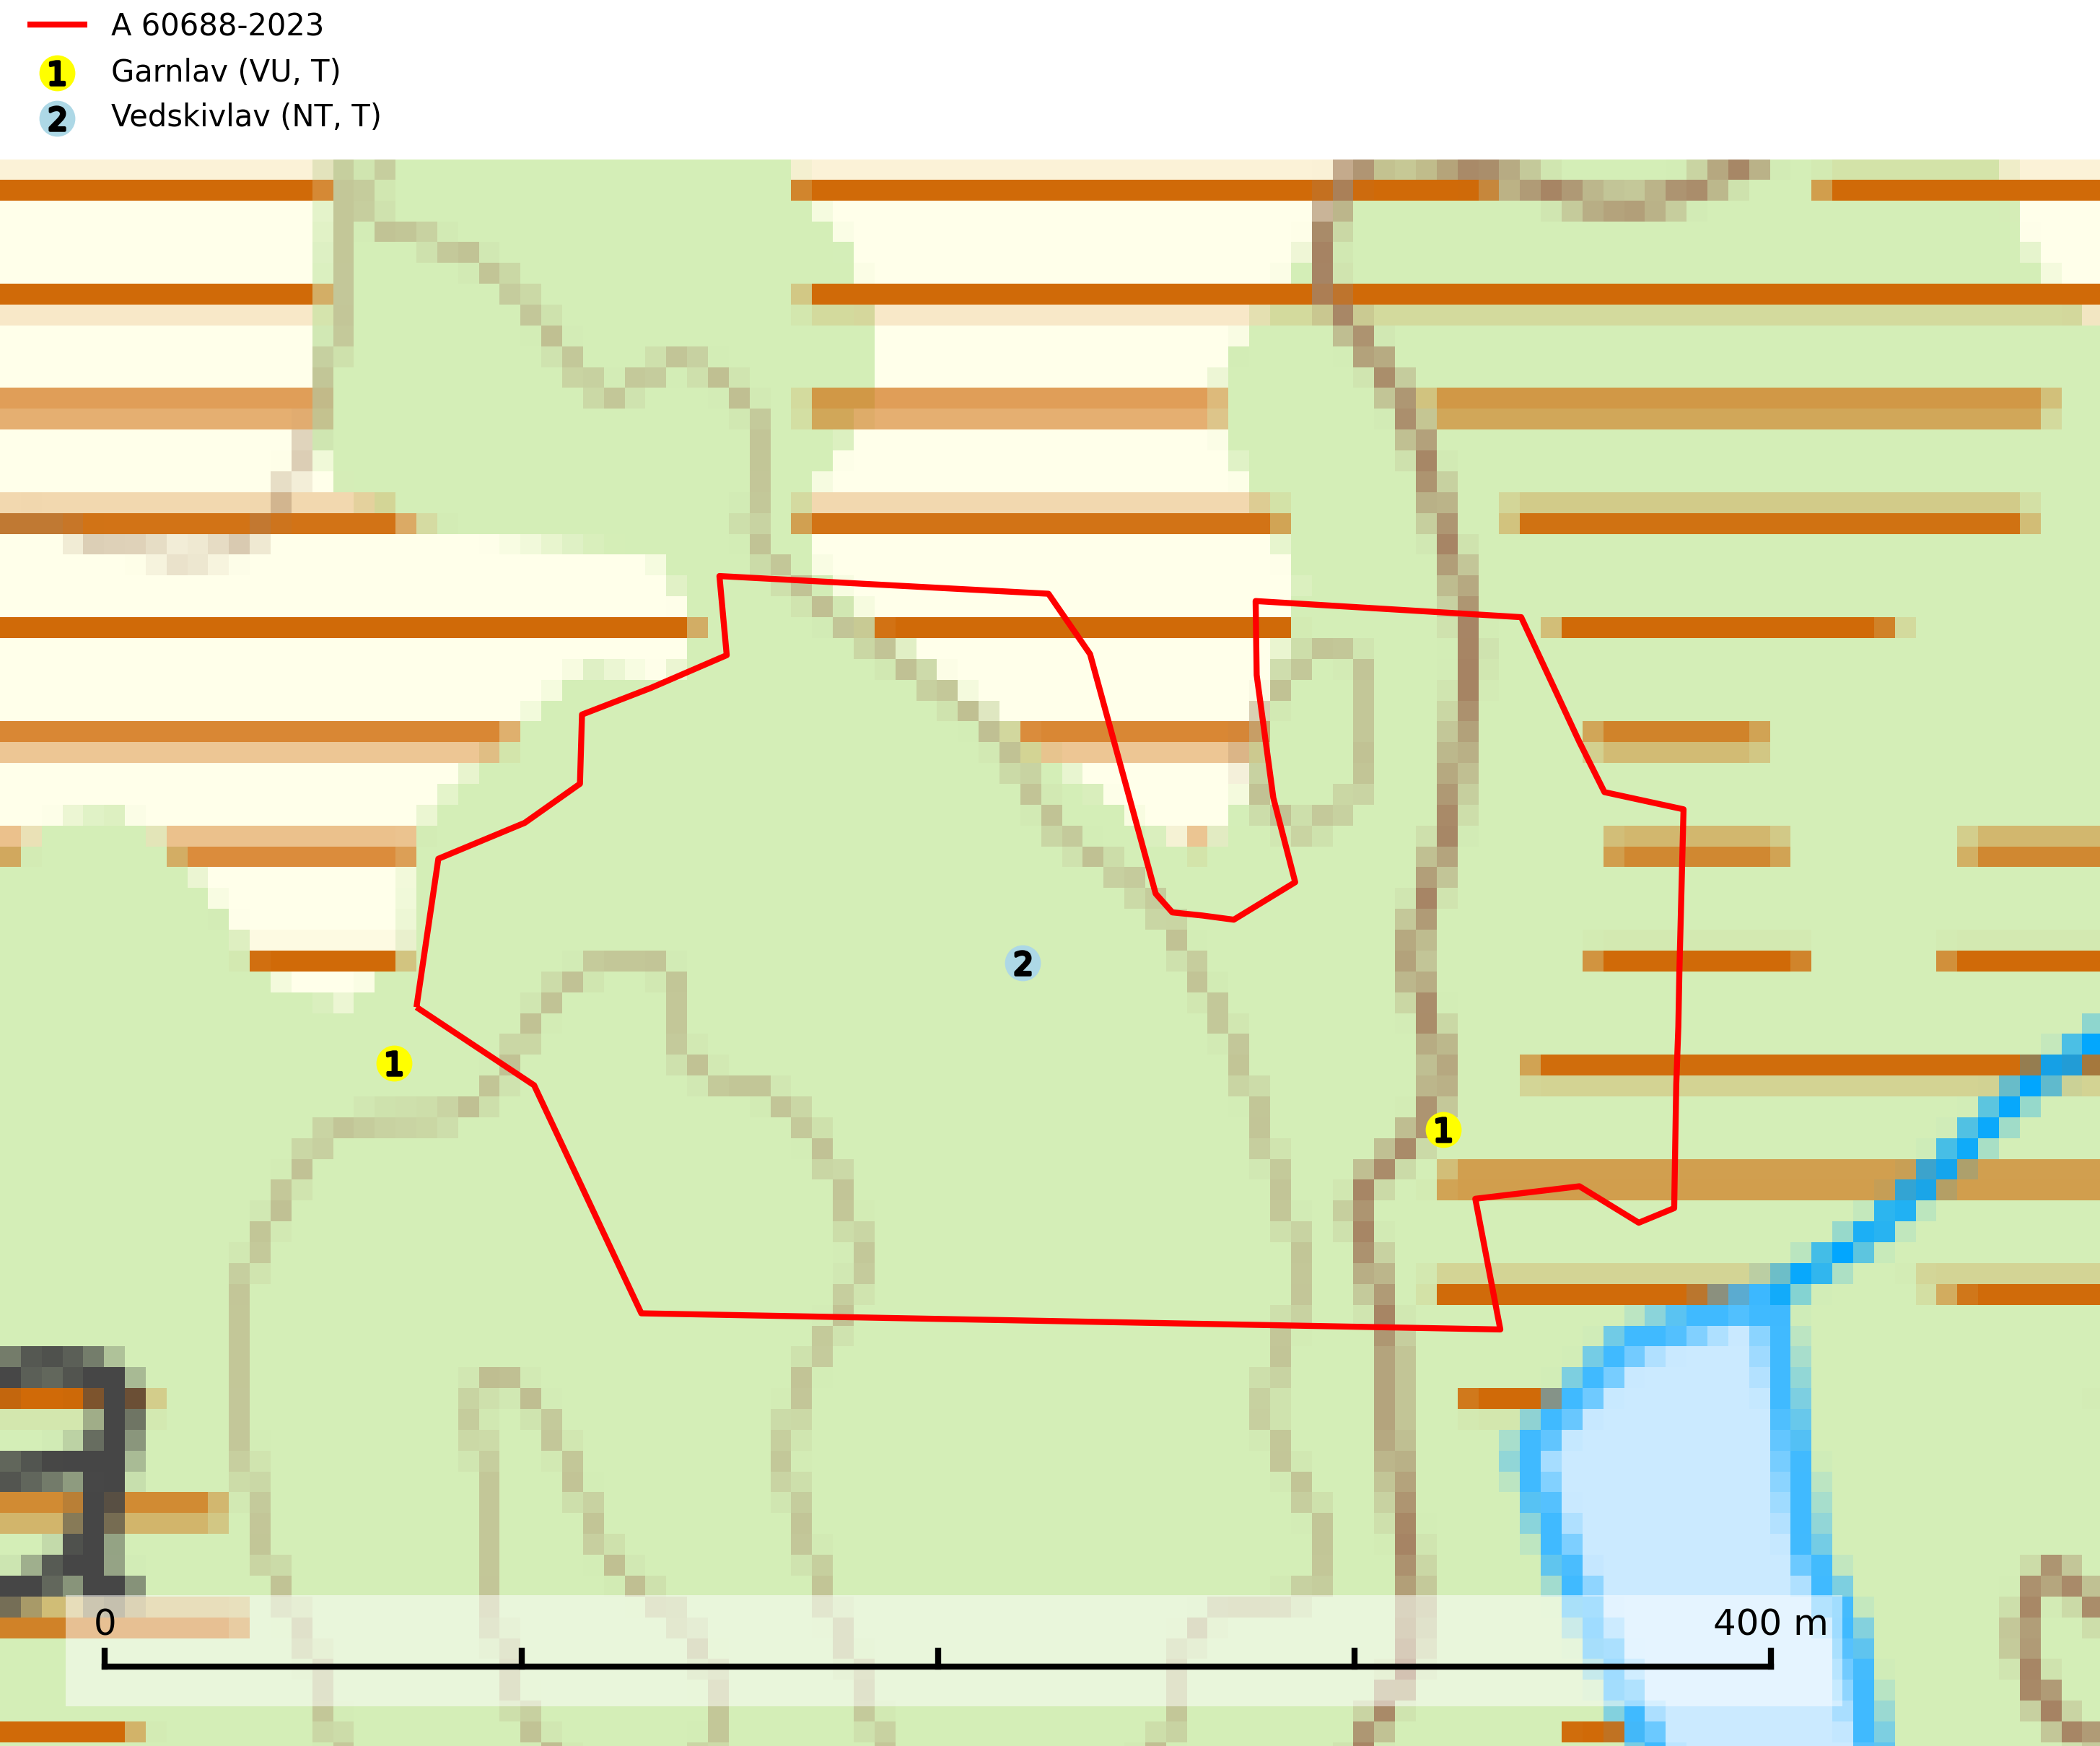 A 60688-2023
1 Garnlav (VU, T)
2 Vedskivlav (NT, T)
2
1
1
0 400 m